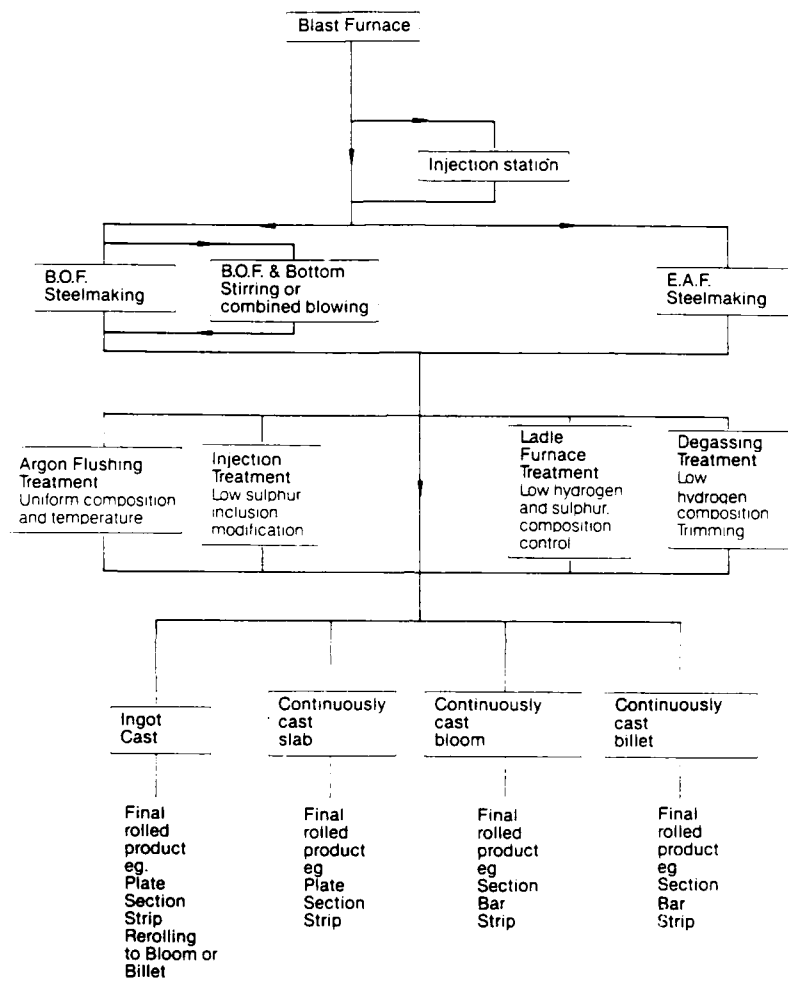 Blast Furnace
Injection station
B.O.F.
Steelmaking
B.O.F. & Bottom
Stirring or
combined blowing
E.A.F.
Steelmaking
Argon Flushing
Treatment
Uniform composition
and temperature
Injection
Treatment
Low sulphur
inclusion
modification
Ladle
Furnace
Treatment
Low hydrogen
and sulphur.
composition
control
Degassing
Treatment
Low
hydrogen
composition
Trimming
Ingot
Cast
Continuously
cast
slab
Continuously
cast
bloom
Continuously
cast
billet
Final
rolled
product
eg.
Plate
Section
Strip
Rerolling
to Bloom or
Billet
Final
rolled
product
eg
Plate
Section
Strip
Final
rolled
product
eg
Section
Bar
Strip
Final
rolled
product
eg
Section
Bar
Strip